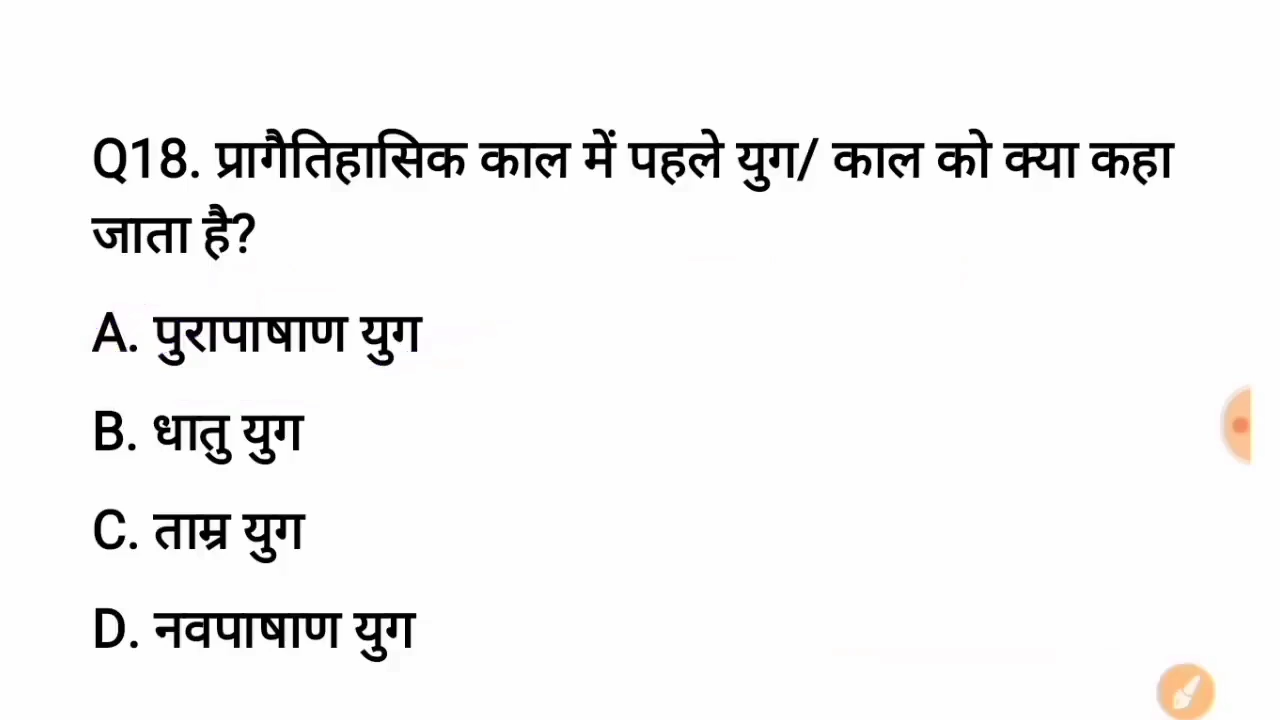 Q18. प्रागैतिहासिक काल में पहले युग/ काल को क्या कहा
जाता है?
A. पुरापाषाण युग
B. धातु युग
C. ताम्र युग
D. नवपाषाण युग